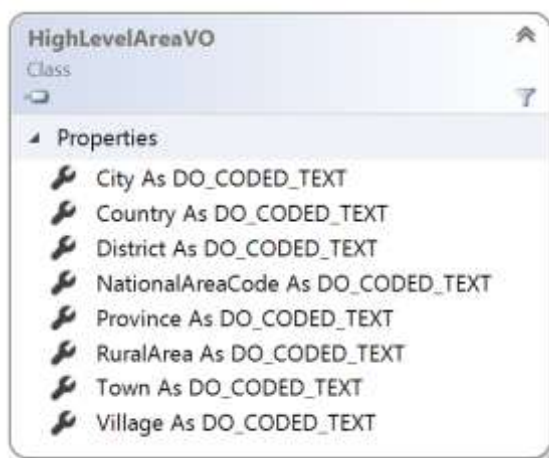 HighLevelAreaVO
Class
Properties
City As DO_CODED_TEXT
Country As DO_CODED_TEXT
District As DO_CODED_TEXT
NationalAreaCode As DO_CODED_TEXT
Province As DO_CODED_TEXT
RuralArea As DO_CODED_TEXT
Town As DO_CODED_TEXT
Village As DO_CODED_TEXT